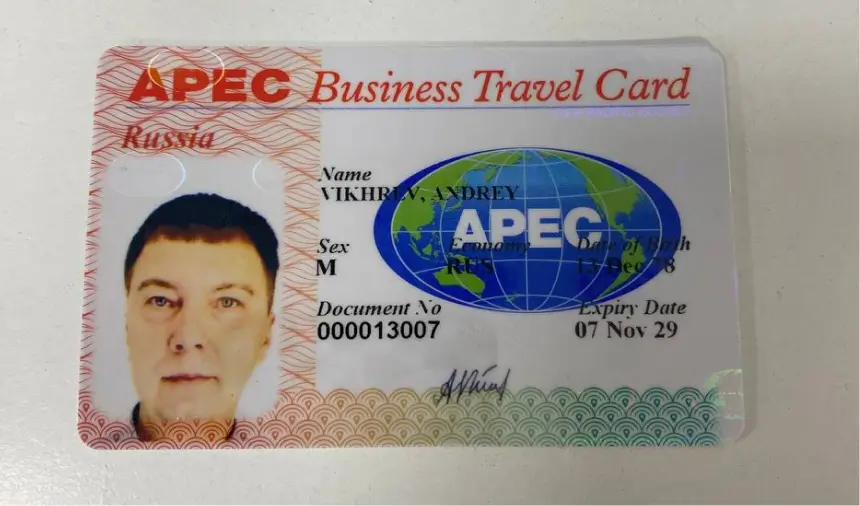 APEC Business Travel Card
Russia
Name
VIKHREV, ANDREY
APEC
Sex Economy Date of Birth
M RUS 13 Dec 78
Document No Expiry Date
000013007 07 Nov 29